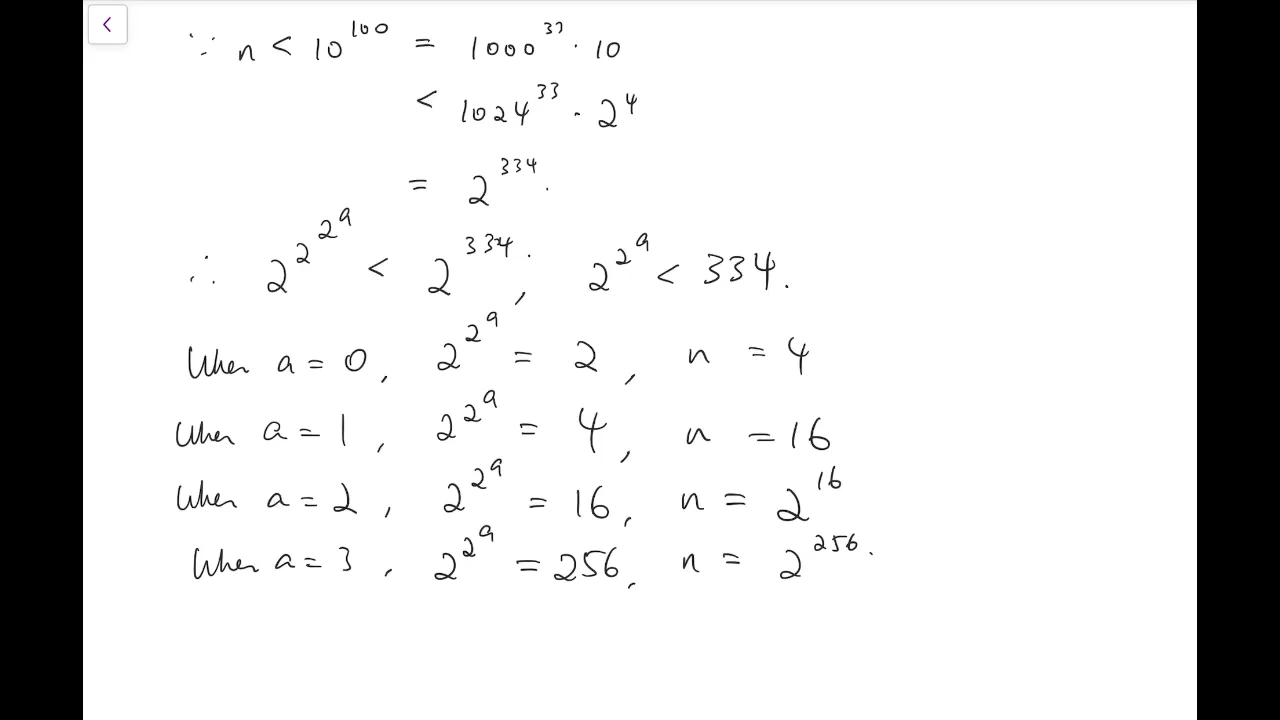 ∵ n < 10^100 = 1000^33 · 10
< 1024^33 · 2^4
= 2^334.
∴ 2^2^2^a < 2^334, 2^2^a < 334.
When a = 0, 2^2^a = 2, n = 4
When a = 1, 2^2^a = 4, n = 16
When a = 2, 2^2^a = 16, n = 2^16
When a = 3, 2^2^a = 256, n = 2^256.